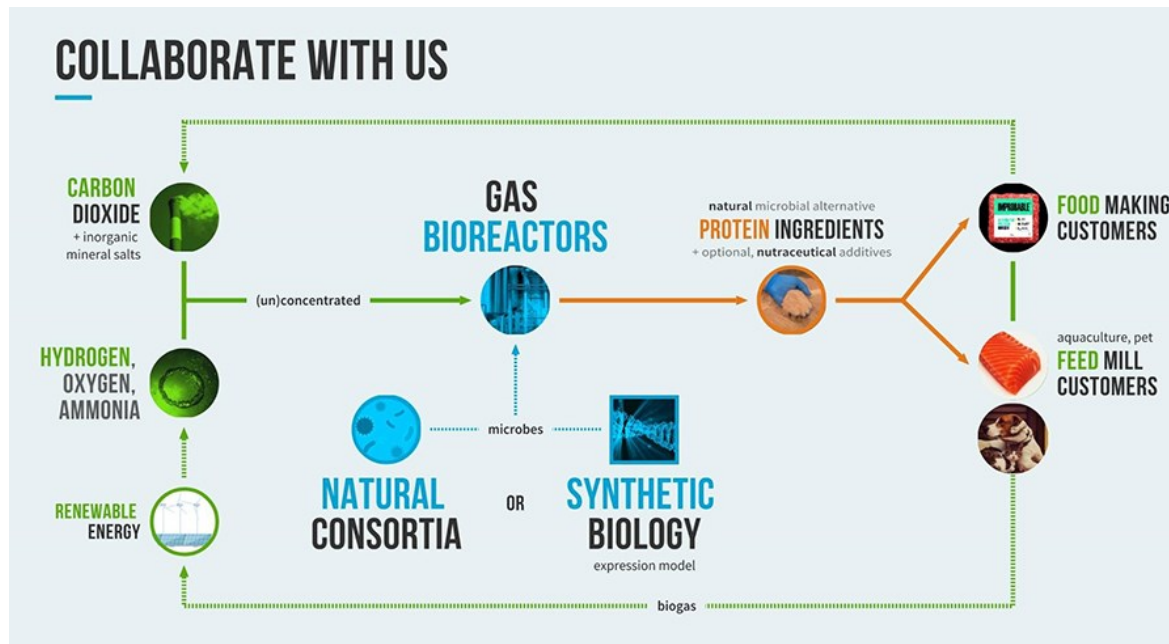 COLLABORATE WITH US
CARBON
DIOXIDE
+ inorganic
mineral salts
HYDROGEN,
OXYGEN,
AMMONIA
RENEWABLE
ENERGY
(un)concentrated
GAS
BIOREACTORS
microbes
NATURAL
CONSORTIA
OR
SYNTHETIC
BIOLOGY
expression model
natural microbial alternative
PROTEIN INGREDIENTS
+ optional, nutraceutical additives
IMPROBABLE
FOOD MAKING
CUSTOMERS
aquaculture, pet
FEED MILL
CUSTOMERS
biogas